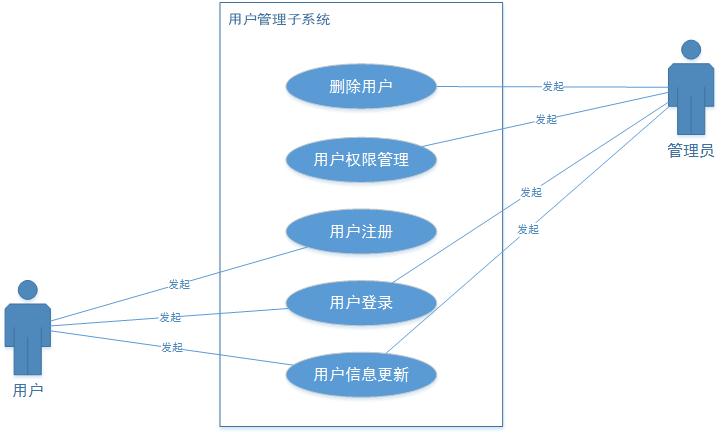 用户管理子系统
删除用户
发起
用户权限管理
发起
管理员
发起
用户注册
发起
发起
用户登录
发起
发起
用户信息更新
用户